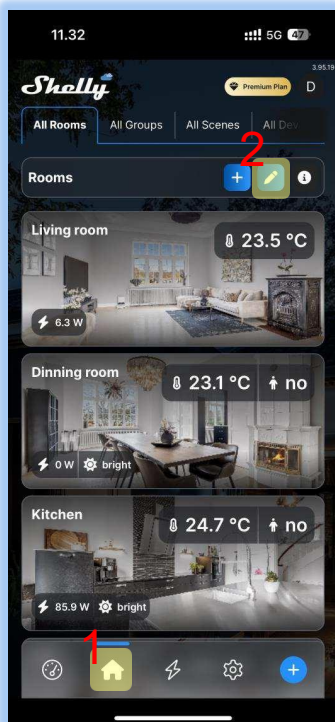 11.32 5G 47
3.95.19
Shelly Premium Plan D
All Rooms All Groups All Scenes All Dev
2
Rooms + i
Living room 23.5 °C
6.3 W
Dinning room 23.1 °C no
0 W bright
Kitchen 24.7 °C no
85.9 W bright
1
+